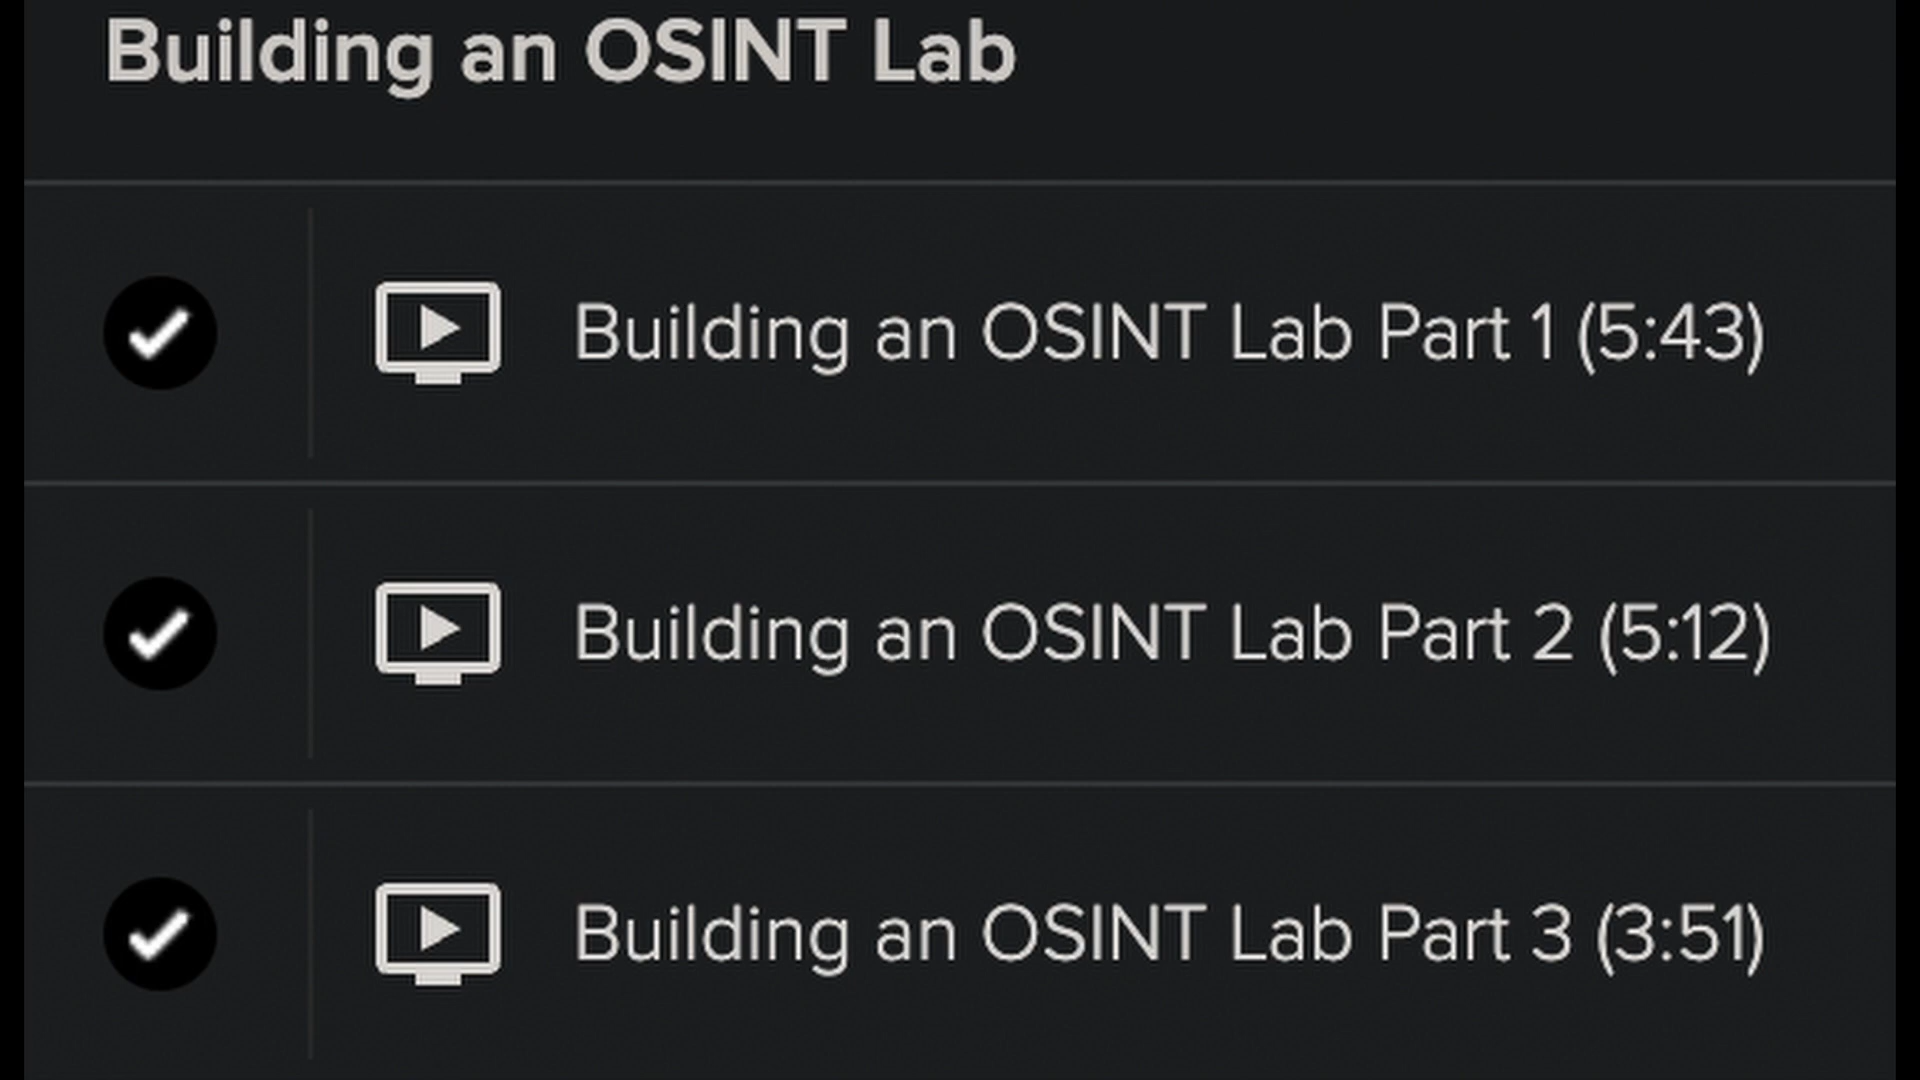 Building an OSINT Lab
Building an OSINT Lab Part 1 (5:43)
Building an OSINT Lab Part 2 (5:12)
Building an OSINT Lab Part 3 (3:51)